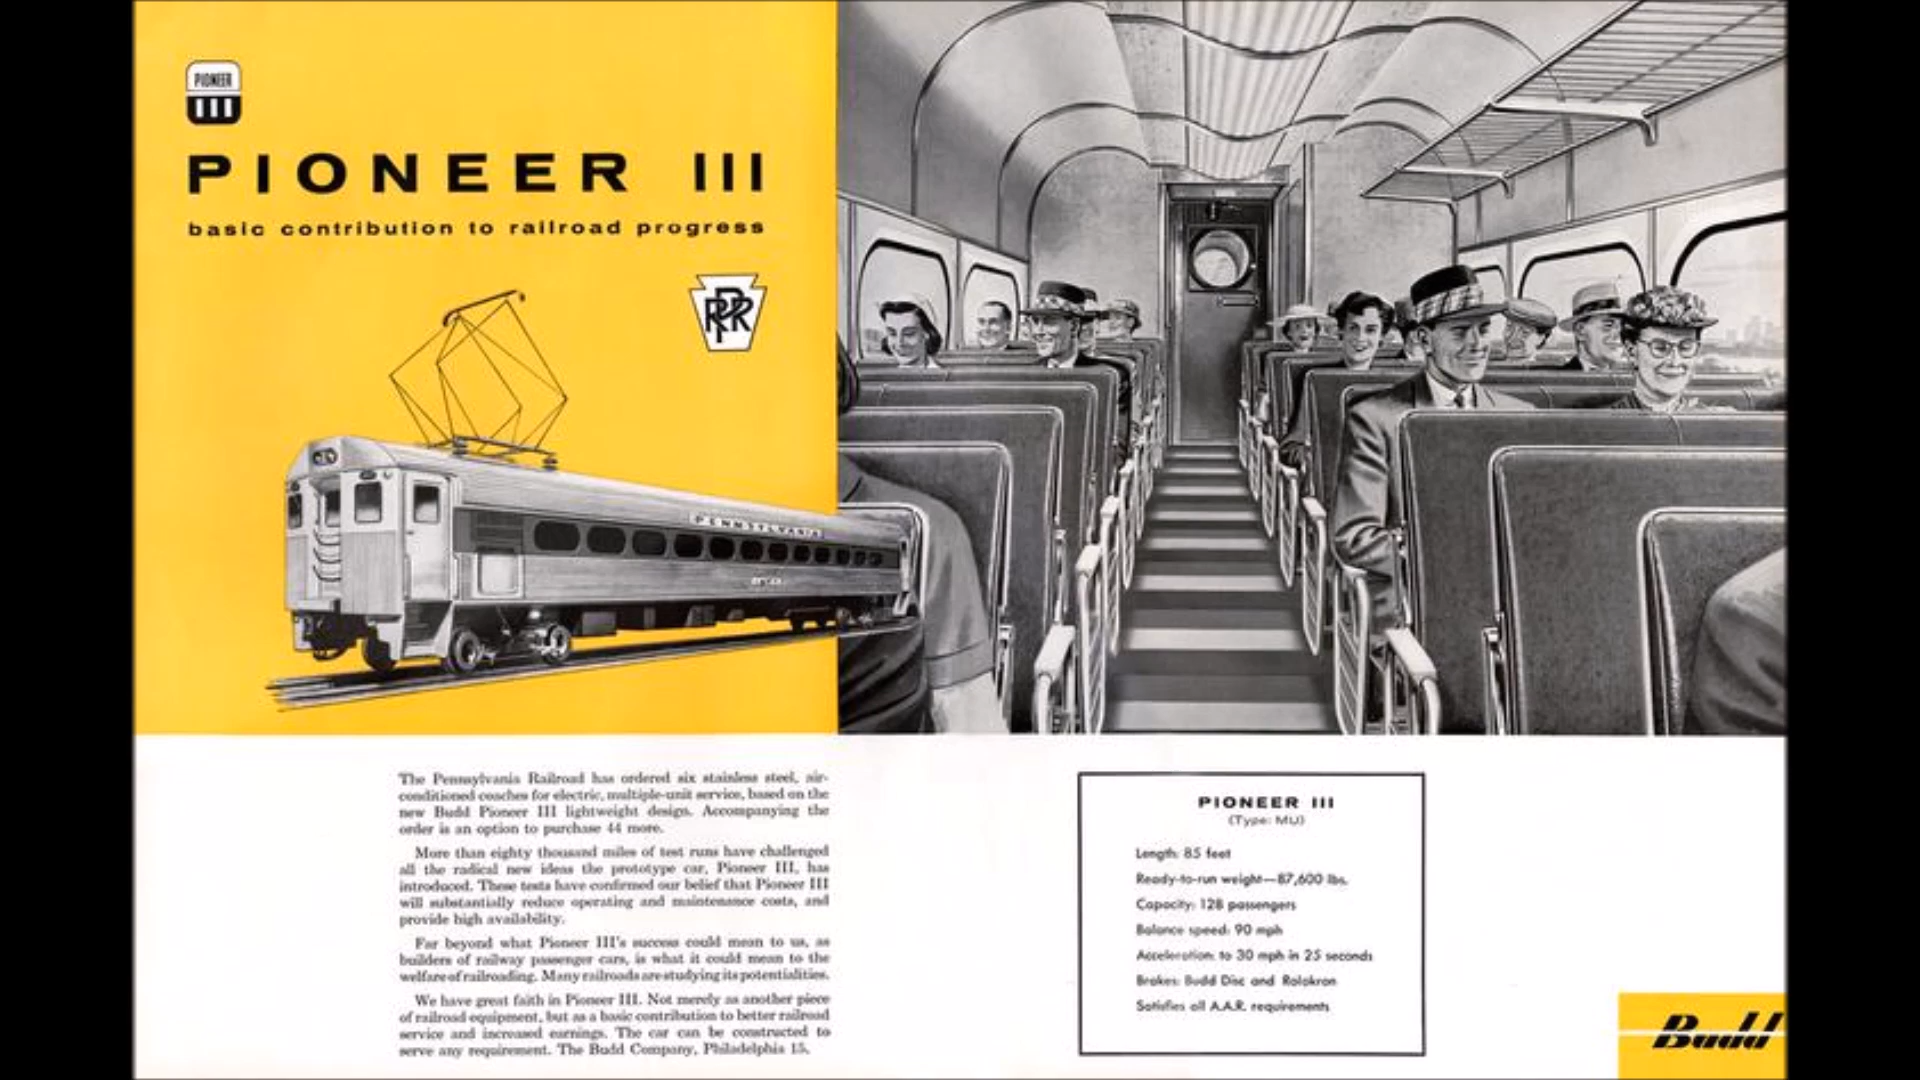 PIONEER
III
PIONEER III
basic contribution to railroad progress
PRR
PENNSYLVANIA
The Pennsylvania Railroad has ordered six stainless steel, air-
conditioned coaches for electric, multiple-unit service, based on the
new Budd Pioneer III lightweight design. Accompanying the
order is an option to purchase 44 more.
More than eighty thousand miles of test runs have challenged
all the radical new ideas the prototype car, Pioneer III, has
introduced. These tests have confirmed our belief that Pioneer III
will substantially reduce operating and maintenance costs, and
provide high availability.
Far beyond what Pioneer III's success could mean to us, as
builders of railway passenger cars, is what it could mean to the
welfare of railroading. Many railroads are studying its potentialities.
We have great faith in Pioneer III. Not merely as another piece
of railroad equipment, but as a basic contribution to better railroad
service and increased earnings. The car can be constructed to
serve any requirement. The Budd Company, Philadelphia 15.
PIONEER III
(Type: MU)
Length: 85 feet
Ready-to-run weight—87,600 lbs.
Capacity: 128 passengers
Balance speed: 90 mph
Acceleration: to 30 mph in 25 seconds
Brakes: Budd Disc and Rolokron
Satisfies all A.A.R. requirements
Budd